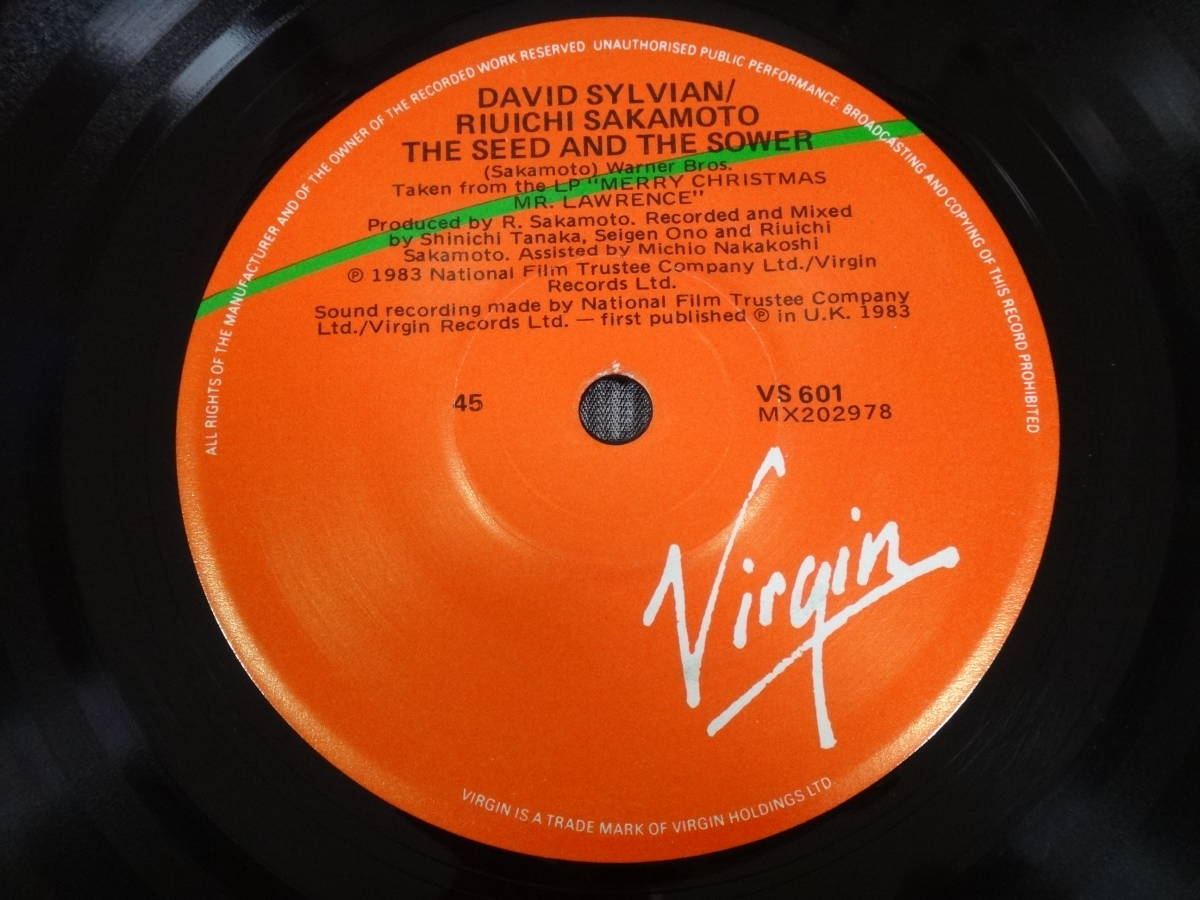 ALL RIGHTS OF THE MANUFACTURER AND OF THE OWNER OF THE RECORDED WORK RESERVED UNAUTHORISED PUBLIC PERFORMANCE BROADCASTING AND COPYING OF THIS RECORD PROHIBITED
DAVID SYLVIAN/
RIUICHI SAKAMOTO
THE SEED AND THE SOWER
(Sakamoto) Warner Bros.
Taken from the LP "MERRY CHRISTMAS
MR. LAWRENCE"
Produced by R. Sakamoto. Recorded and Mixed
by Shinichi Tanaka, Seigen Ono and Riuichi
Sakamoto. Assisted by Michio Nakakoshi
℗ 1983 National Film Trustee Company Ltd./Virgin
Records Ltd.
Sound recording made by National Film Trustee Company
Ltd./Virgin Records Ltd. — first published ℗ in U.K. 1983
45
VS 601
MX202978
Virgin
VIRGIN IS A TRADE MARK OF VIRGIN HOLDINGS LTD.